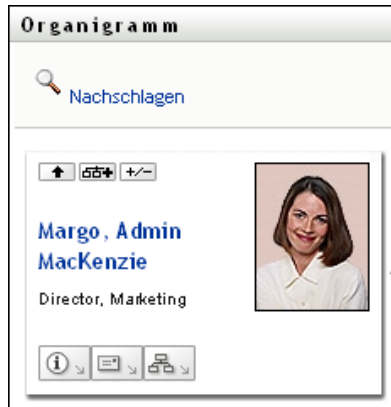 Organigramm
Nachschlagen
+/-
Margo, Admin
MacKenzie
Director, Marketing